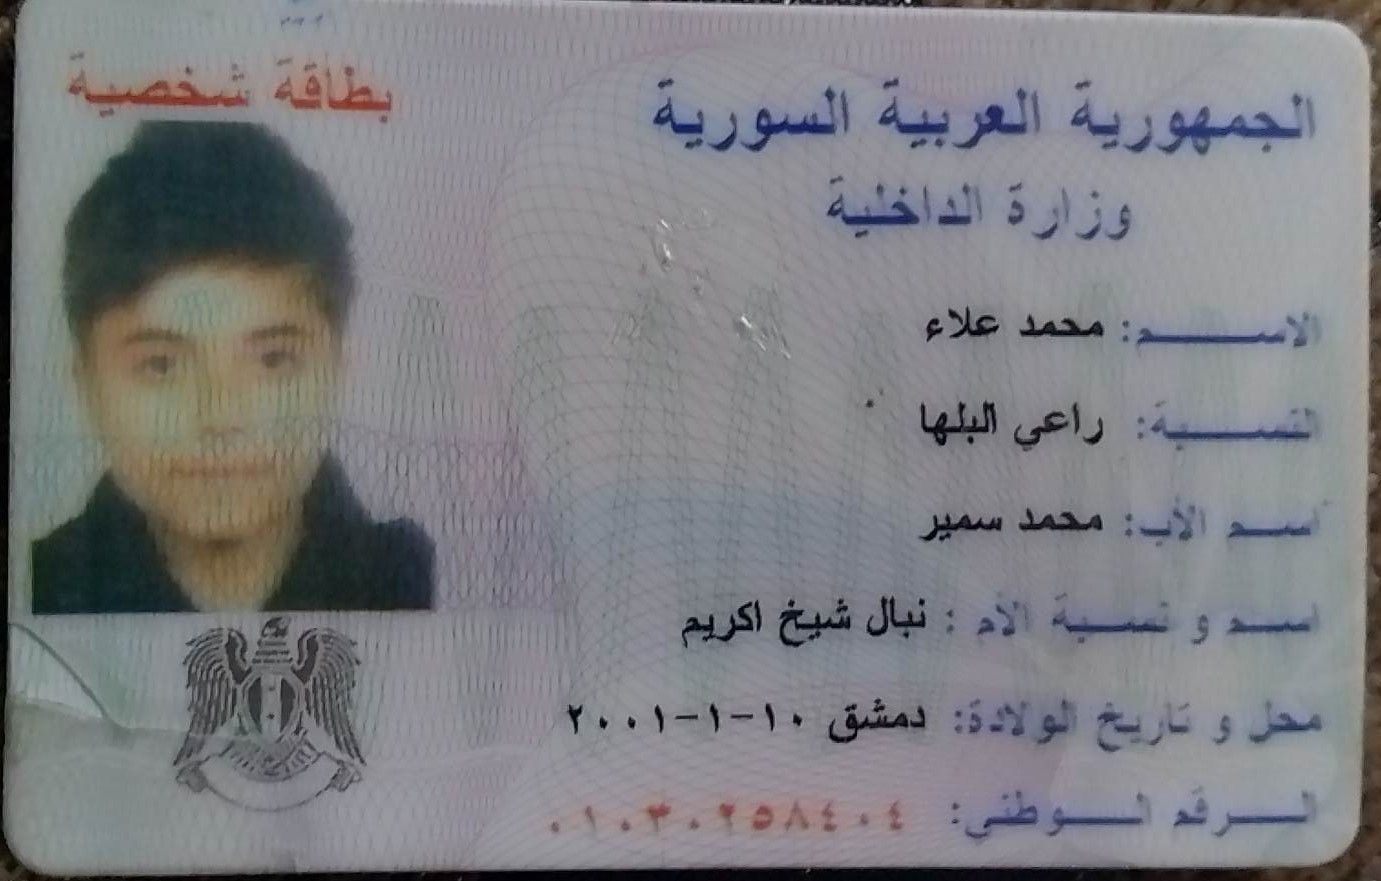 بطاقة شخصية
الجمهورية العربية السورية
وزارة الداخلية
الاسم: محمد علاء
النسبة: راعي البلها
اسم الأب: محمد سمير
اسم و نسبة الأم: نبال شيخ اكريم
محل و تاريخ الولادة: دمشق ١٠-١-٢٠٠١
الرقم الوطني: ٠١٠٣٠٢٥٨٤٠٤